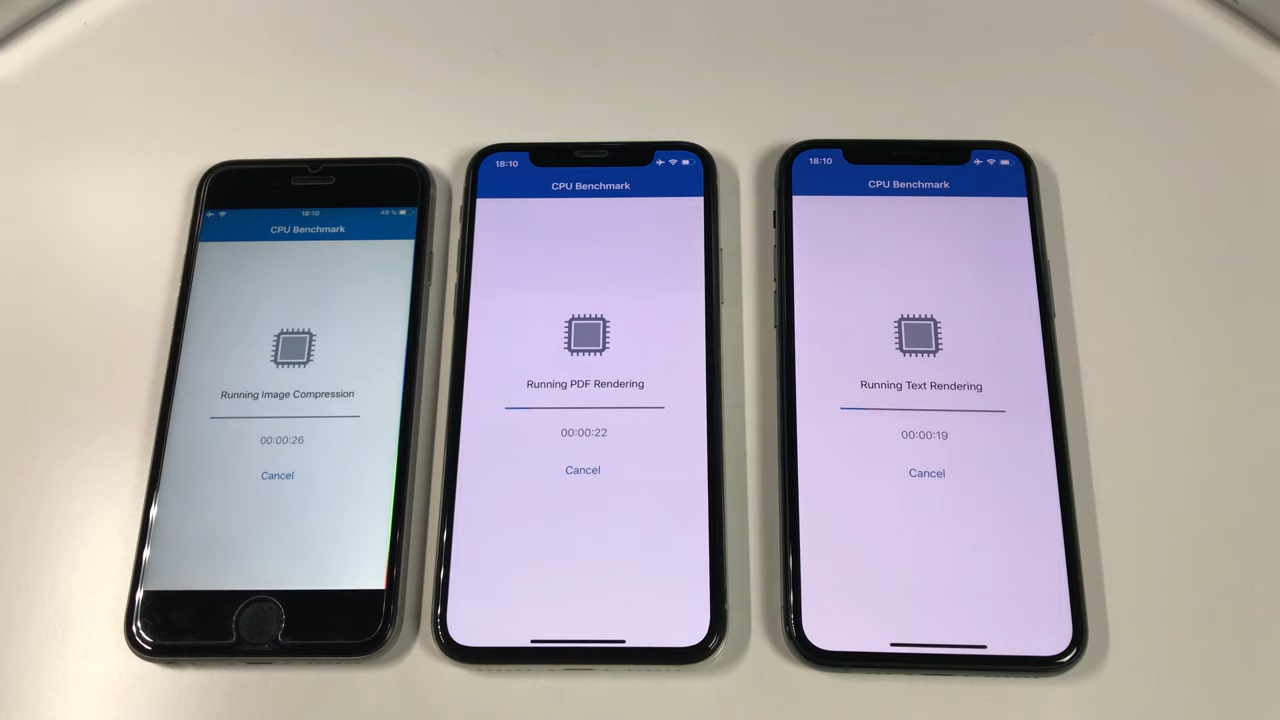 18:10
49 %
CPU Benchmark
Running Image Compression
00:00:26
Cancel
18:10
CPU Benchmark
Running PDF Rendering
00:00:22
Cancel
18:10
CPU Benchmark
Running Text Rendering
00:00:19
Cancel